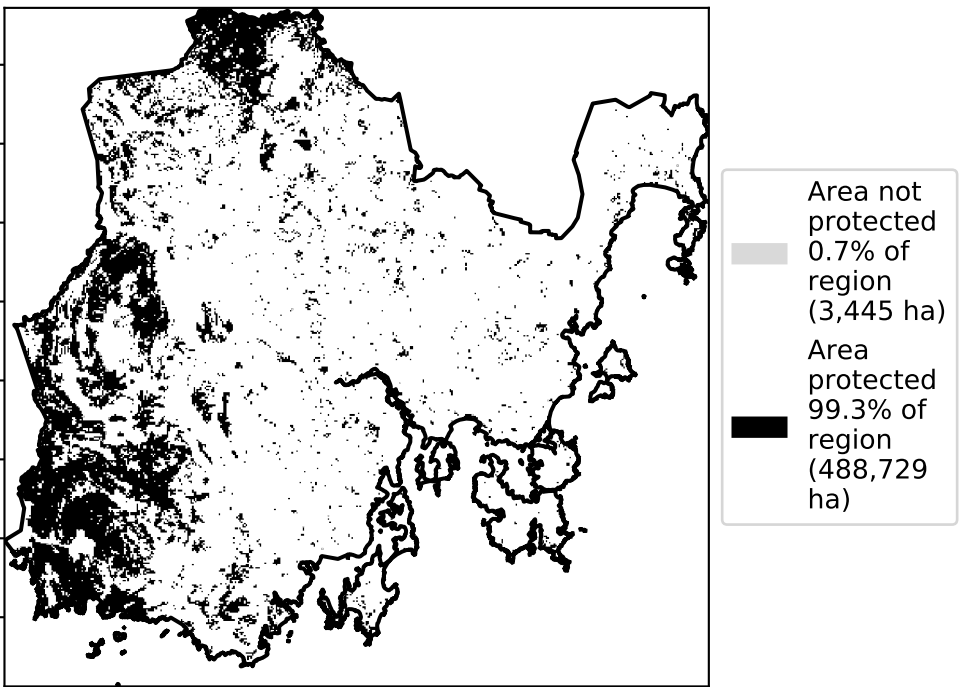 Area not
protected
0.7% of
region
(3,445 ha)
Area
protected
99.3% of
region
(488,729
ha)